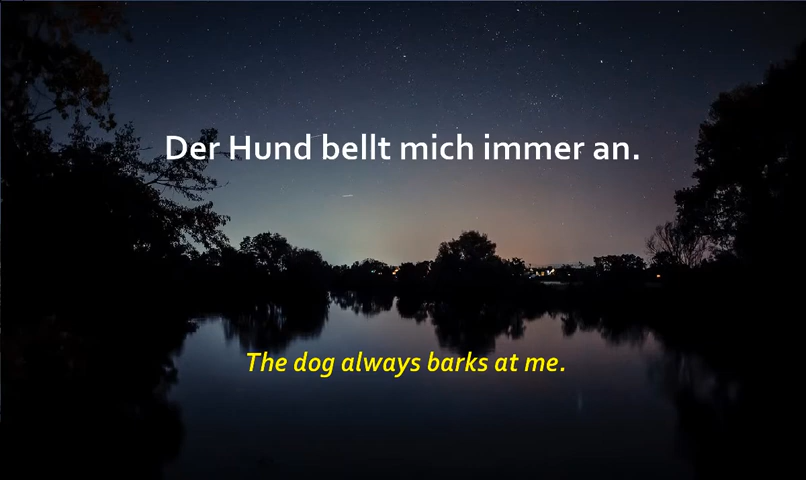 Der Hund bellt mich immer an.
The dog always barks at me.